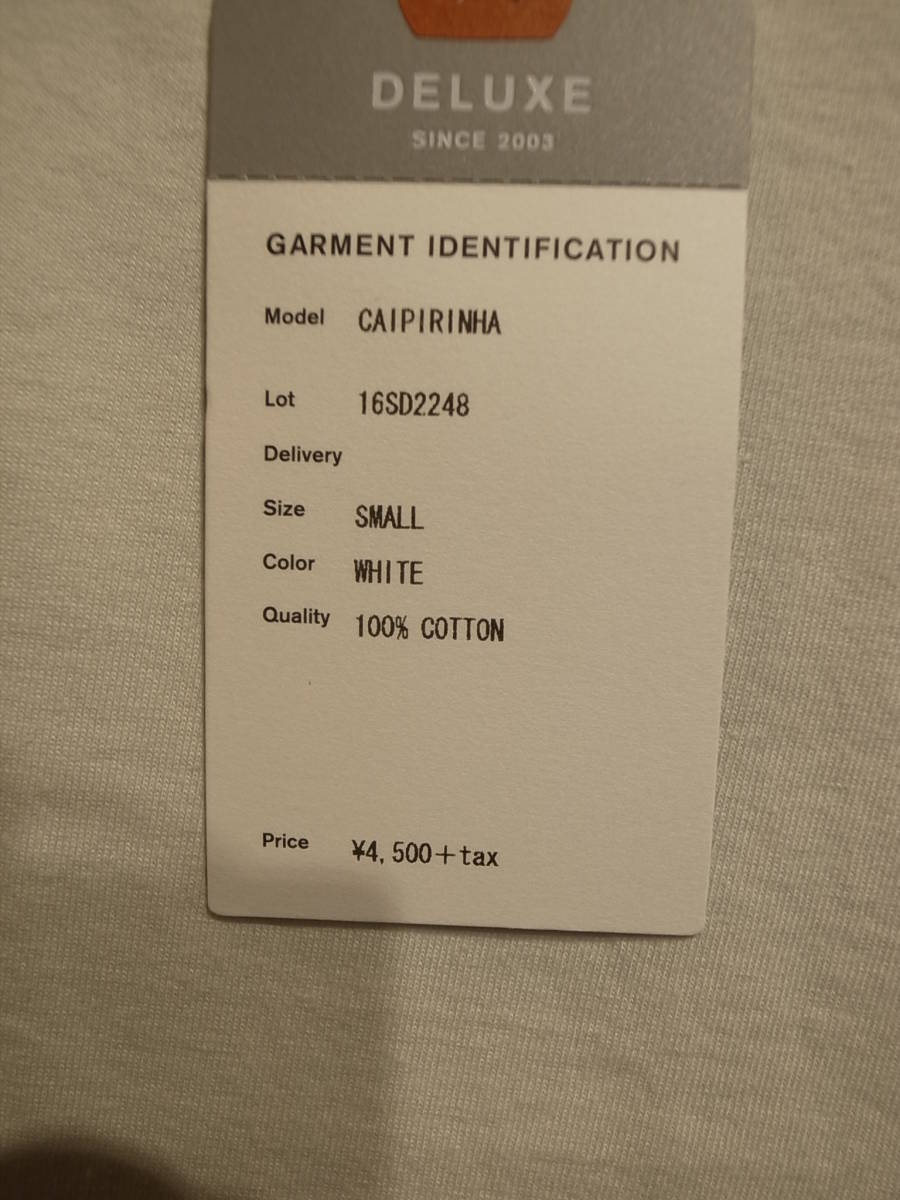 DELUXE
SINCE 2003
GARMENT IDENTIFICATION
Model CAIPIRINHA
Lot 16SD2248
Delivery
Size SMALL
Color WHITE
Quality 100% COTTON
Price ¥4,500+tax